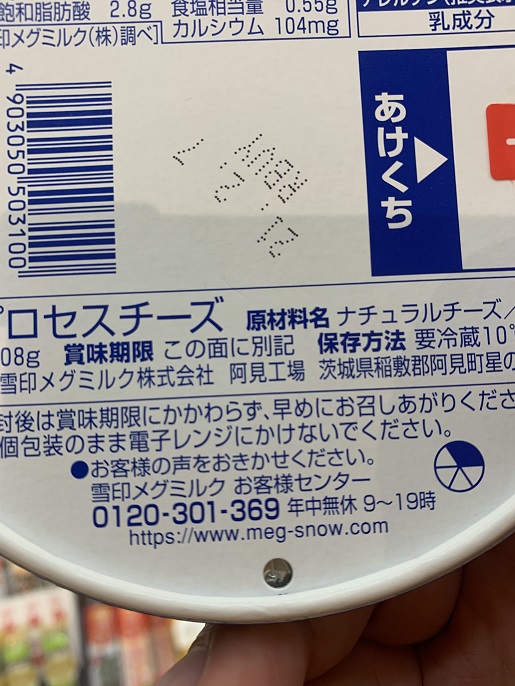 飽和脂肪酸 2.8g 食塩相当量 0.55g
印メグミルク(株)調べ] カルシウム 104mg
乳成分
4 903050 503100
あけくち
プロセスチーズ 原材料名 ナチュラルチーズ/
08g 賞味期限 この面に別記 保存方法 要冷蔵10°
雪印メグミルク株式会社 阿見工場 茨城県稲敷郡阿見町星の
封後は賞味期限にかかわらず、早めにお召しあがりくださ
個包装のまま電子レンジにかけないでください。
●お客様の声をおきかせください。
雪印メグミルク お客様センター
0120-301-369 年中無休 9〜19時
https://www.meg-snow.com